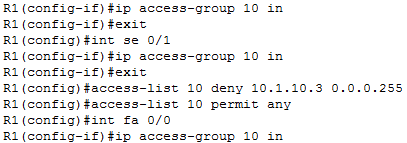 R1(config-if)#ip access-group 10 in
R1(config-if)#exit
R1(config)#int se 0/1
R1(config-if)#ip access-group 10 in
R1(config-if)#exit
R1(config)#access-list 10 deny 10.1.10.3 0.0.0.255
R1(config)#access-list 10 permit any
R1(config)#int fa 0/0
R1(config-if)#ip access-group 10 in